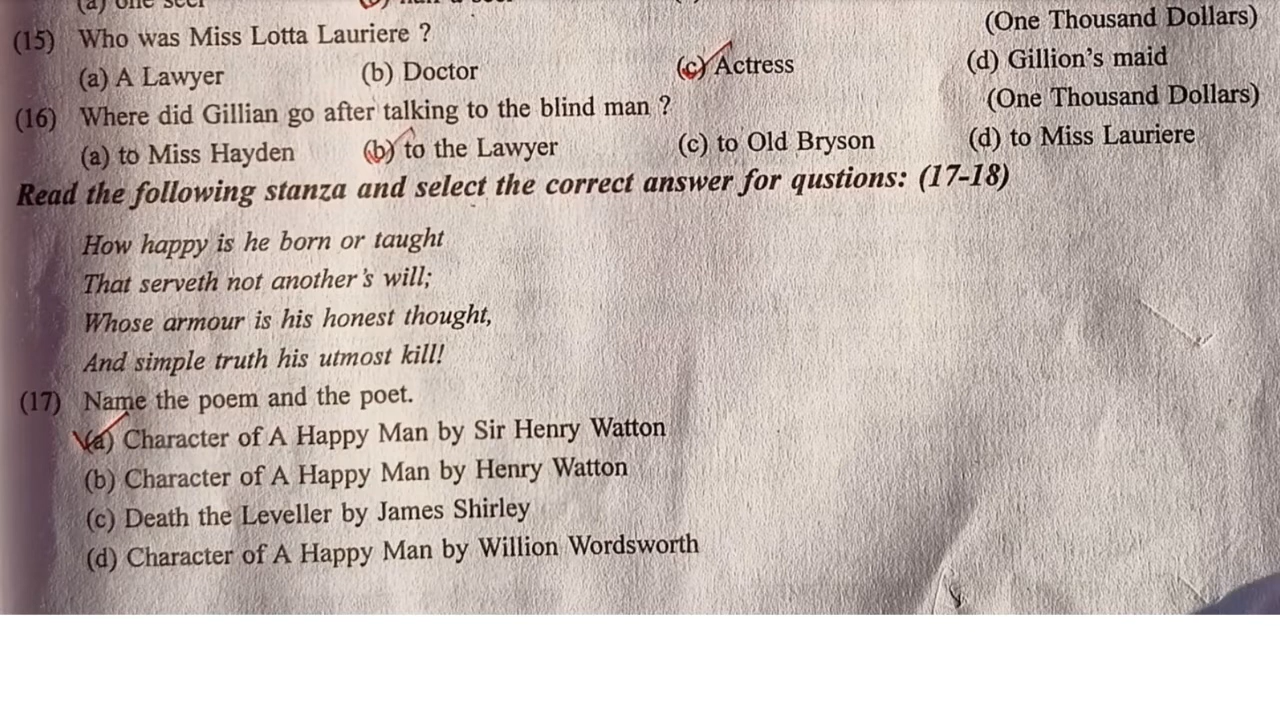 (a) one seer
(15) Who was Miss Lotta Lauriere ? (One Thousand Dollars)
(a) A Lawyer (b) Doctor (c) Actress (d) Gillion's maid
(16) Where did Gillian go after talking to the blind man ? (One Thousand Dollars)
(a) to Miss Hayden (b) to the Lawyer (c) to Old Bryson (d) to Miss Lauriere
Read the following stanza and select the correct answer for qustions: (17-18)
How happy is he born or taught
That serveth not another's will;
Whose armour is his honest thought,
And simple truth his utmost kill!
(17) Name the poem and the poet.
(a) Character of A Happy Man by Sir Henry Watton
(b) Character of A Happy Man by Henry Watton
(c) Death the Leveller by James Shirley
(d) Character of A Happy Man by Willion Wordsworth